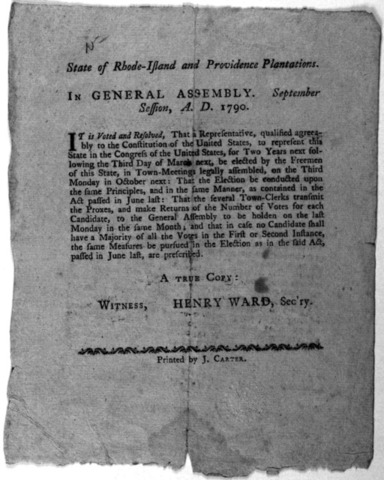 State of Rhode-Iſland and Providence Plantations.
In GENERAL ASSEMBLY. September
Seſſion, A. D. 1790.
IT is Voted and Reſolved, That a Repreſentative, qualified agreea-
bly to the Conſtitution of the United States, to repreſent this
State in the Congreſs of the United States, for Two Years next fol-
lowing the Third Day of March next, be elected by the Freemen
of this State, in Town-Meetings legally aſſembled, on the Third
Monday in October next: That the Election be conducted upon
the ſame Principles, and in the ſame Manner, as contained in the
Act paſſed in June laſt: That the ſeveral Town-Clerks tranſmit
the Proxes, and make Returns of the Number of Votes for each
Candidate, to the General Aſſembly to be holden on the laſt
Monday in the ſame Month; and that in caſe no Candidate ſhall
have a Majority of all the Votes in the Firſt or Second Inſtance,
the ſame Meaſures be purſued in the Election as in the ſaid Act,
paſſed in June laſt, are preſcribed.
A true Copy:
Witness, HENRY WARD, Sec'ry.
Printed by J. Carter.